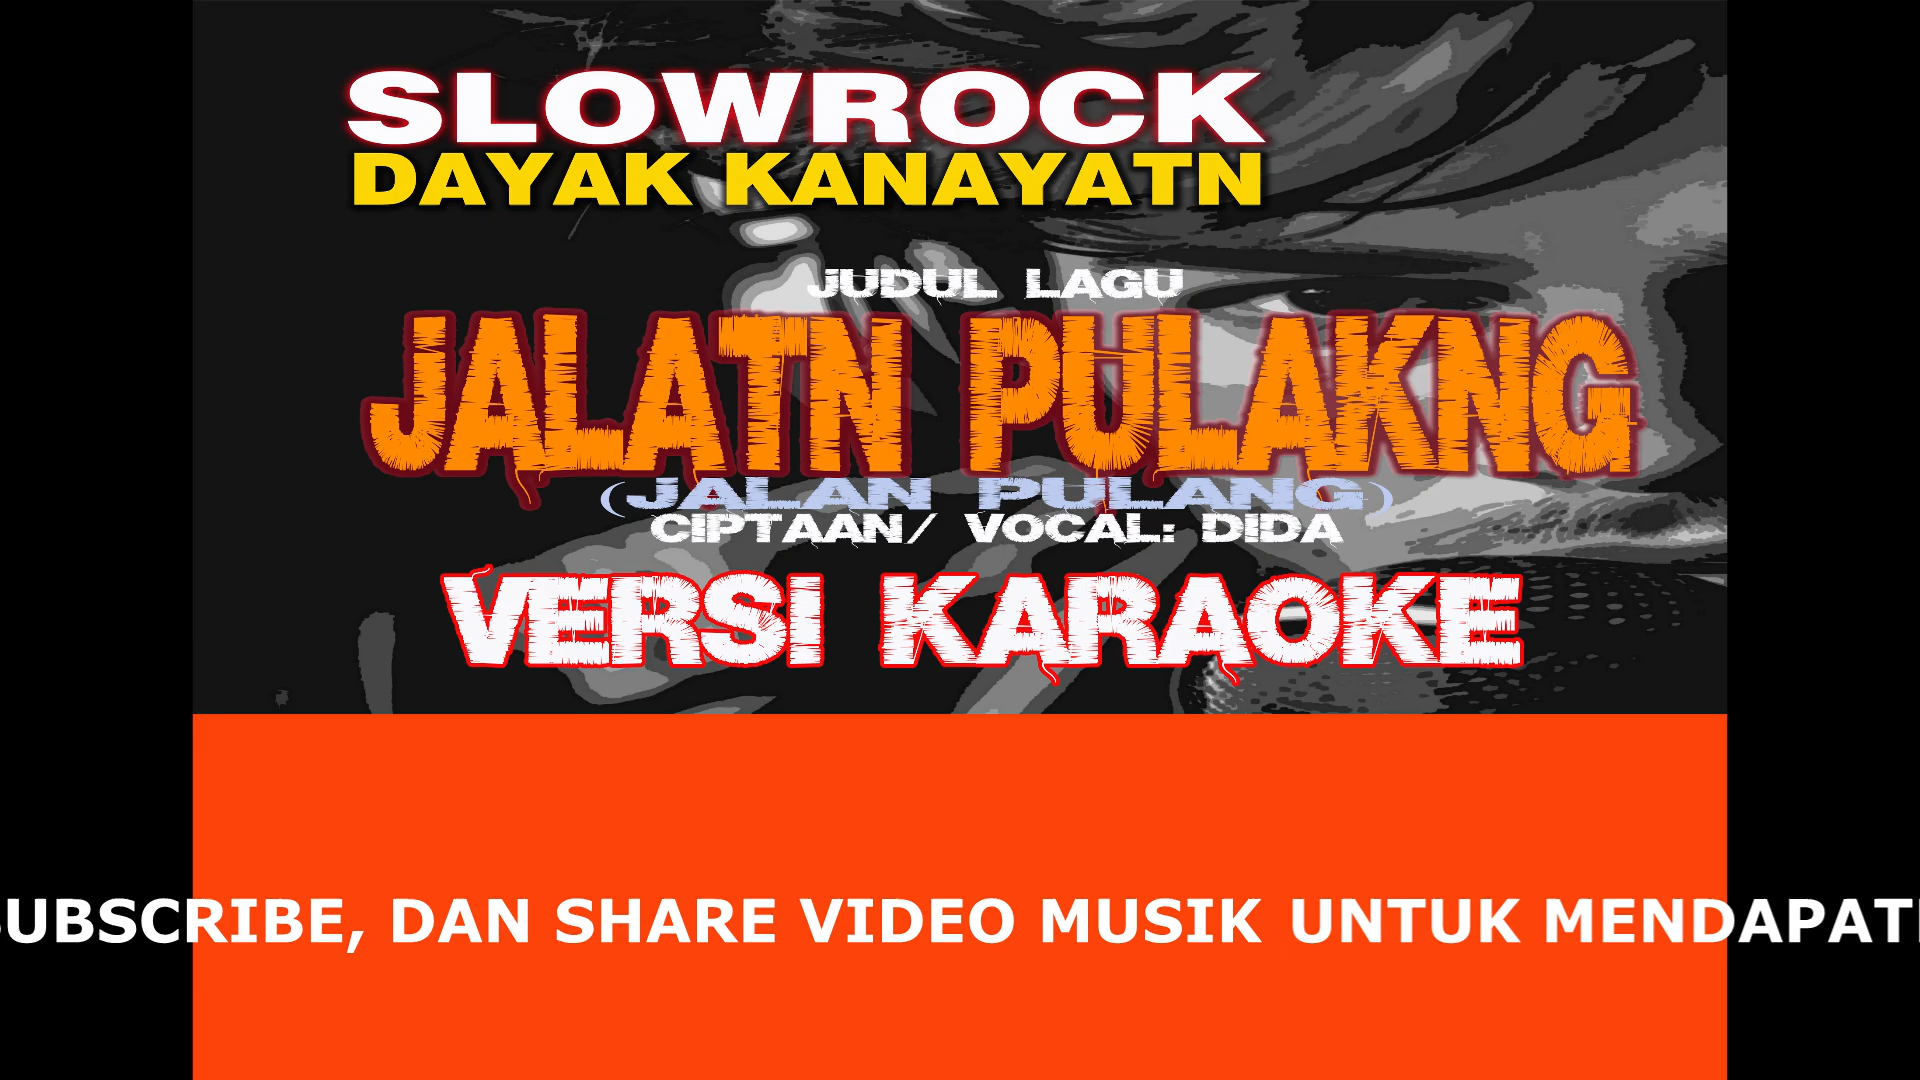 SLOWROCK
DAYAK KANAYATN
JUDUL LAGU
JALATN PULAKNG
(JALAN PULANG)
CIPTAAN/ VOCAL: DIDA
VERSI KARAOKE
UBSCRIBE, DAN SHARE VIDEO MUSIK UNTUK MENDAPAT